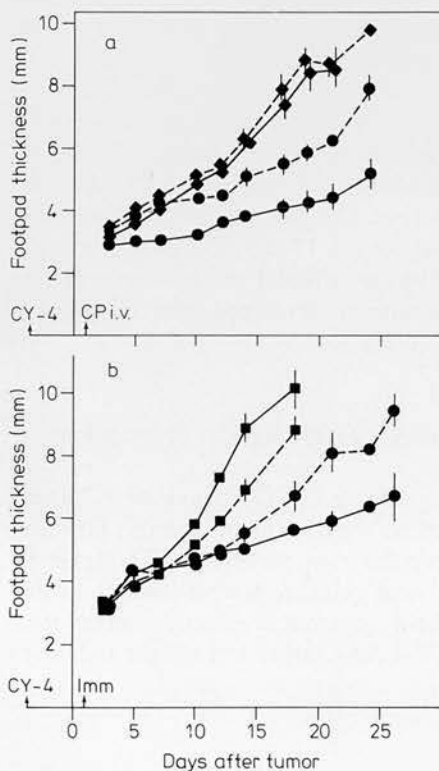 a
10
8
6
4
2
Footpad thickness (mm)
CY-4
CP i.v.
b
10
8
6
4
2
Footpad thickness (mm)
CY-4
Imm
0
5
10
15
20
25
Days after tumor